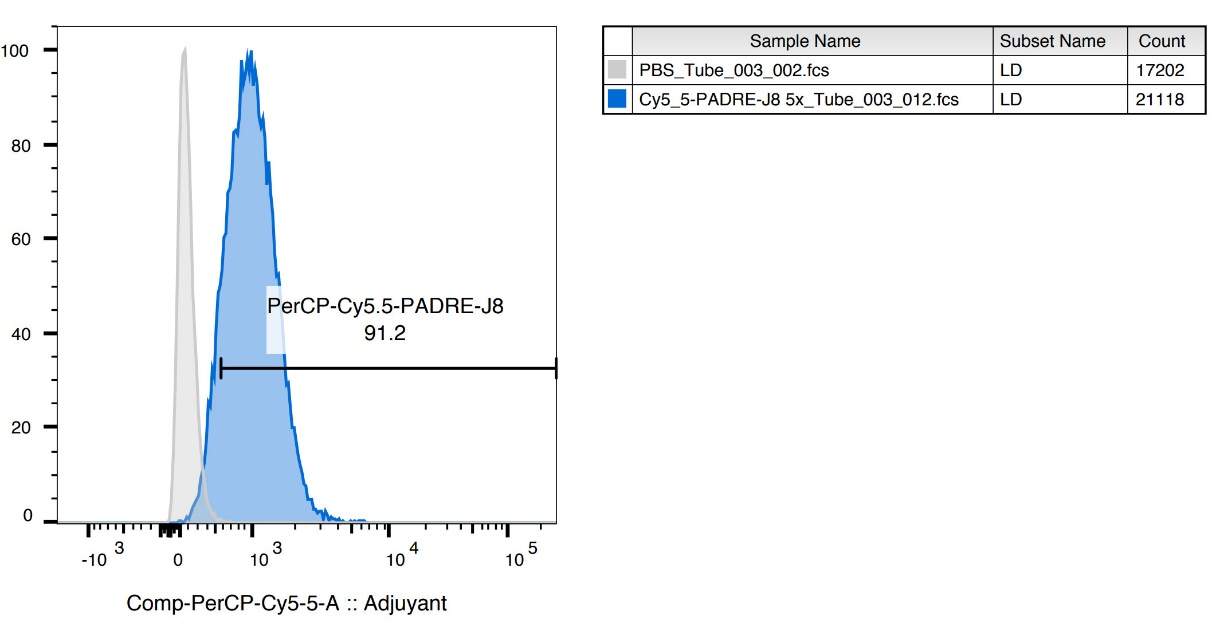 100
80
60
40
20
0
-10 3
0
10 3
10 4
10 5
PerCP-Cy5.5-PADRE-J8
91.2
Comp-PerCP-Cy5-5-A :: Adjuyant
Sample Name Subset Name Count
PBS_Tube_003_002.fcs LD 17202
Cy5_5-PADRE-J8 5x_Tube_003_012.fcs LD 21118